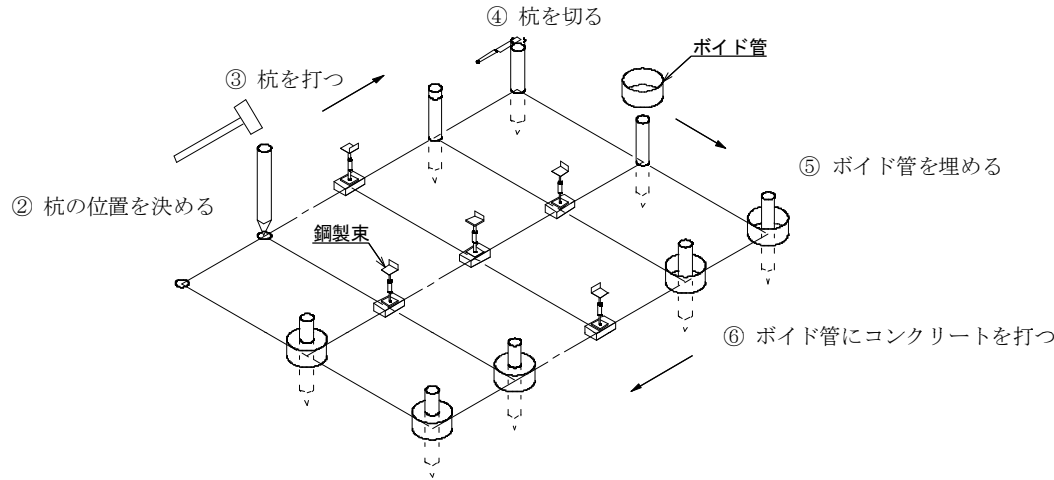 ④ 杭を切る
ボイド管
③ 杭を打つ
⑤ ボイド管を埋める
② 杭の位置を決める
鋼製束
⑥ ボイド管にコンクリートを打つ